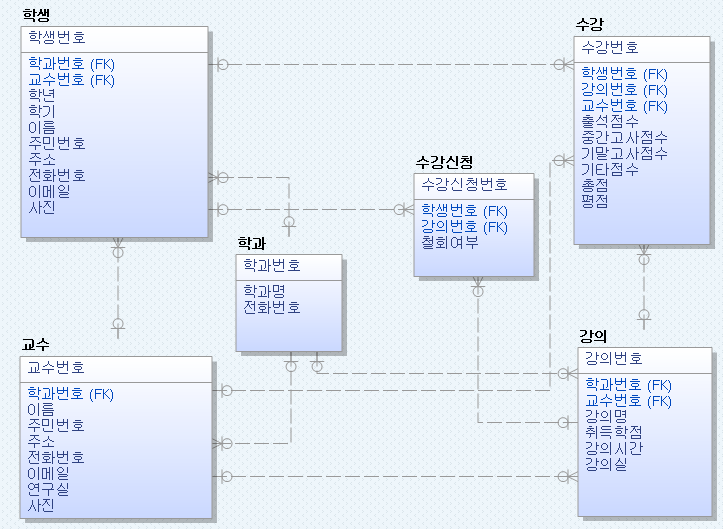 학생
학생번호
학과번호 (FK)
교수번호 (FK)
학년
학기
이름
주민번호
주소
전화번호
이메일
사진
수강
수강번호
학생번호 (FK)
강의번호 (FK)
교수번호 (FK)
출석점수
중간고사점수
기말고사점수
기타점수
총점
평점
수강신청
수강신청번호
학생번호 (FK)
강의번호 (FK)
철회여부
학과
학과번호
학과명
전화번호
교수
교수번호
학과번호 (FK)
이름
주민번호
주소
전화번호
이메일
연구실
사진
강의
강의번호
학과번호 (FK)
교수번호 (FK)
강의명
취득학점
강의시간
강의실